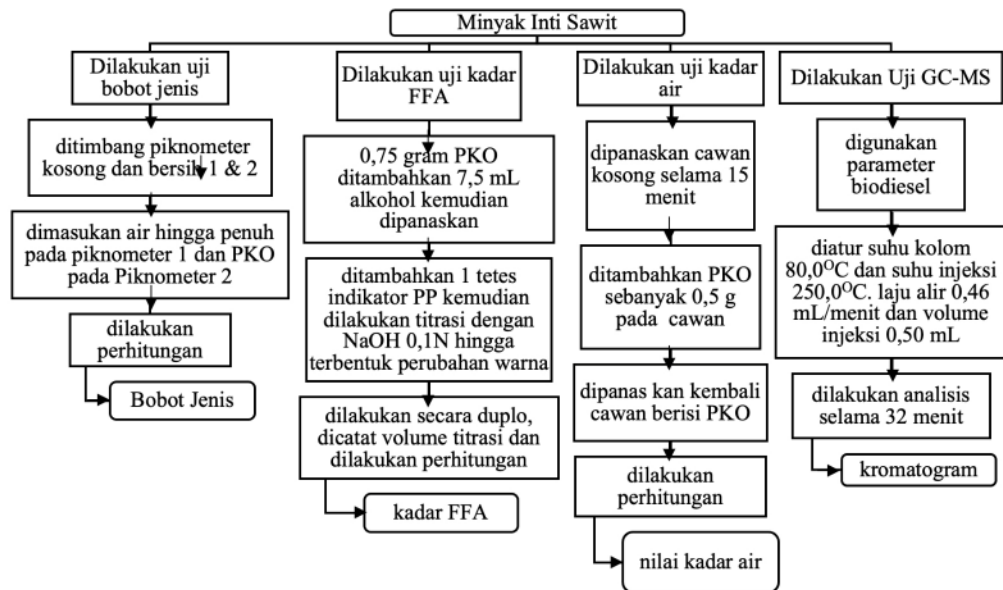 Minyak Inti Sawit
Dilakukan uji
bobot jenis
ditimbang piknometer
kosong dan bersih 1 & 2
dimasukan air hingga penuh
pada piknometer 1 dan PKO
pada Piknometer 2
dilakukan
perhitungan
Bobot Jenis
Dilakukan uji kadar
FFA
0,75 gram PKO
ditambahkan 7,5 mL
alkohol kemudian
dipanaskan
ditambahkan 1 tetes
indikator PP kemudian
dilakukan titrasi dengan
NaOH 0,1N hingga
terbentuk perubahan warna
dilakukan secara duplo,
dicatat volume titrasi dan
dilakukan perhitungan
kadar FFA
Dilakukan uji kadar
air
dipanaskan cawan
kosong selama 15
menit
ditambahkan PKO
sebanyak 0,5 g
pada cawan
dipanas kan kembali
cawan berisi PKO
dilakukan
perhitungan
nilai kadar air
Dilakukan Uji GC-MS
digunakan
parameter
biodiesel
diatur suhu kolom
80,0⁰C dan suhu injeksi
250,0⁰C. laju alir 0,46
mL/menit dan volume
injeksi 0,50 mL
dilakukan analisis
selama 32 menit
kromatogram